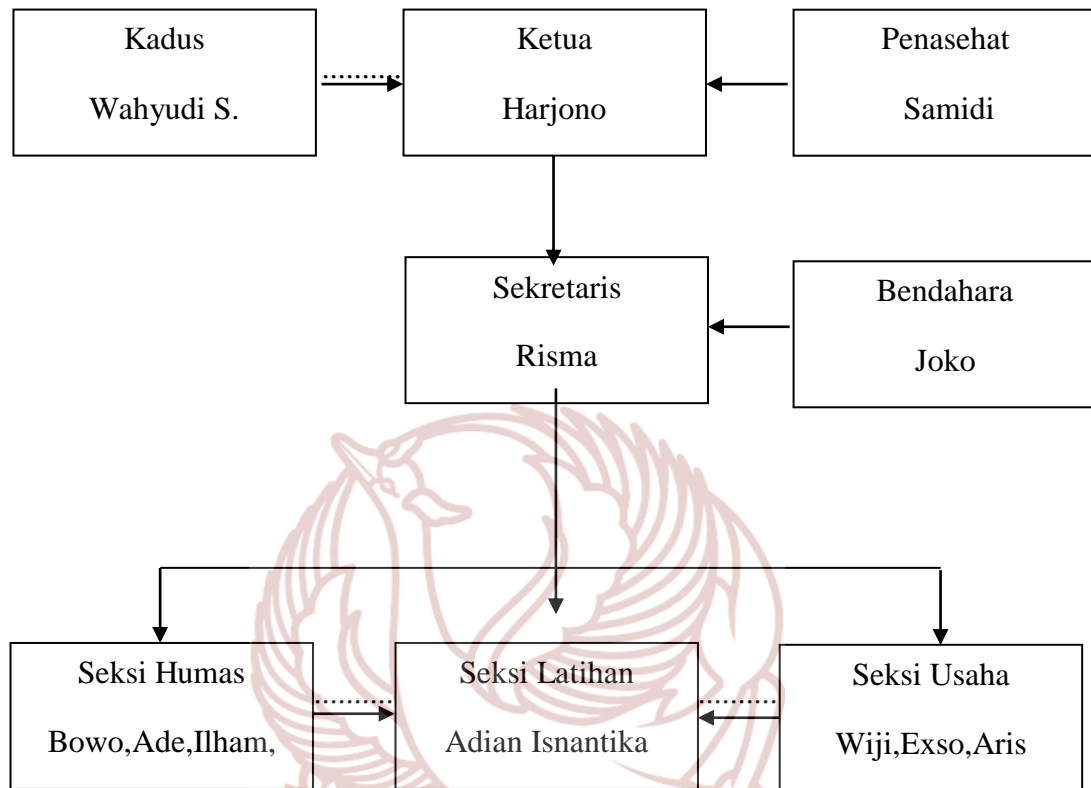 Kadus
Wahyudi S.
Ketua
Harjono
Penasehat
Samidi
Sekretaris
Risma
Bendahara
Joko
Seksi Humas
Bowo,Ade,Ilham,
Seksi Latihan
Adian Isnantika
Seksi Usaha
Wiji,Exso,Aris